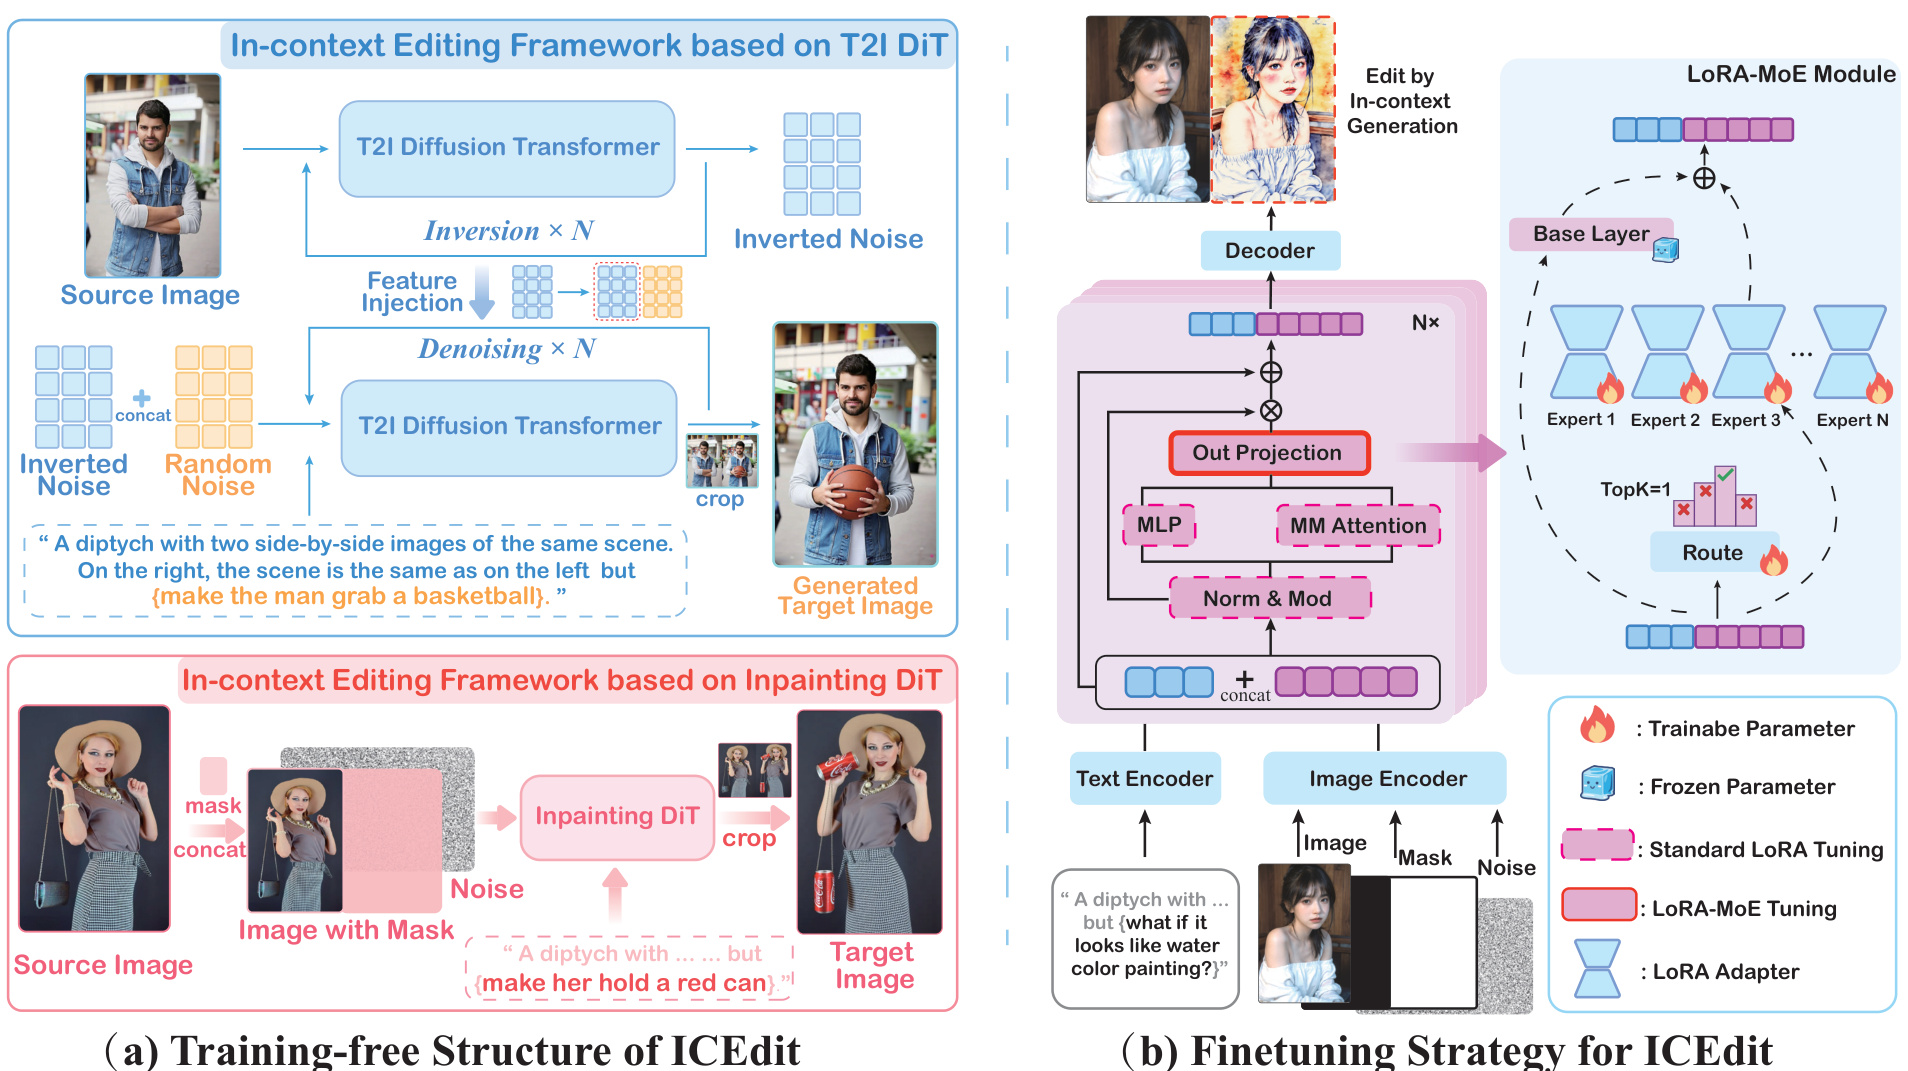 In-context Editing Framework based on T2I DiT
T2I Diffusion Transformer
Inversion × N
Inverted Noise
Source Image
Feature
Injection
Denoising × N
T2I Diffusion Transformer
+
concat
Inverted
Noise
Random
Noise
crop
“ A diptych with two side-by-side images of the same scene.
On the right, the scene is the same as on the left but
{make the man grab a basketball}. ”
Generated
Target Image
In-context Editing Framework based on Inpainting DiT
mask
concat
Source Image
Image with Mask
Noise
Inpainting DiT
crop
“ A diptych with ... ... but
{make her hold a red can}.”
Target
Image
(a) Training-free Structure of ICEdit
Edit by
In-context
Generation
Decoder
N×
Out Projection
MLP
MM Attention
Norm & Mod
+
concat
Text Encoder
Image Encoder
Image
Mask
Noise
“ A diptych with ...
but {what if it
looks like water
color painting?}”
LoRA-MoE Module
Base Layer
...
Expert 1
Expert 2
Expert 3
Expert N
TopK=1
Route
: Trainabe Parameter
: Frozen Parameter
: Standard LoRA Tuning
: LoRA-MoE Tuning
: LoRA Adapter
(b) Finetuning Strategy for ICEdit